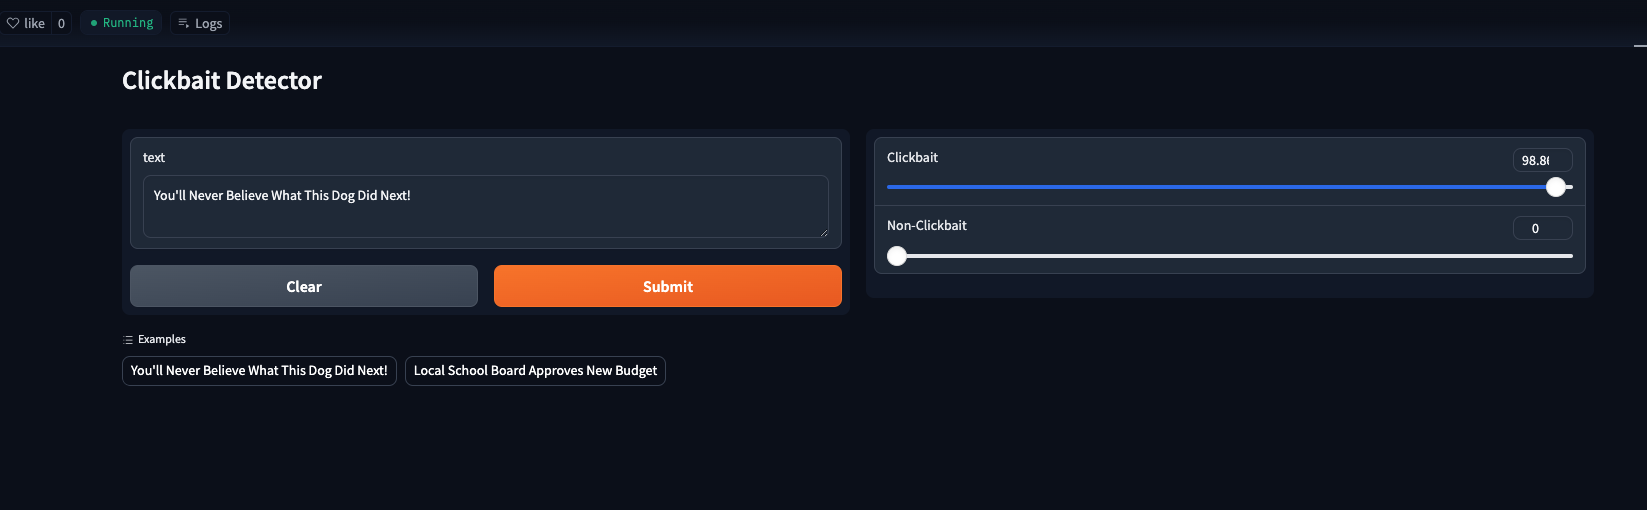 like 0 Running Logs
Clickbait Detector
text
You'll Never Believe What This Dog Did Next!
Clear Submit
Clickbait 98.86
Non-Clickbait 0
Examples
You'll Never Believe What This Dog Did Next! Local School Board Approves New Budget